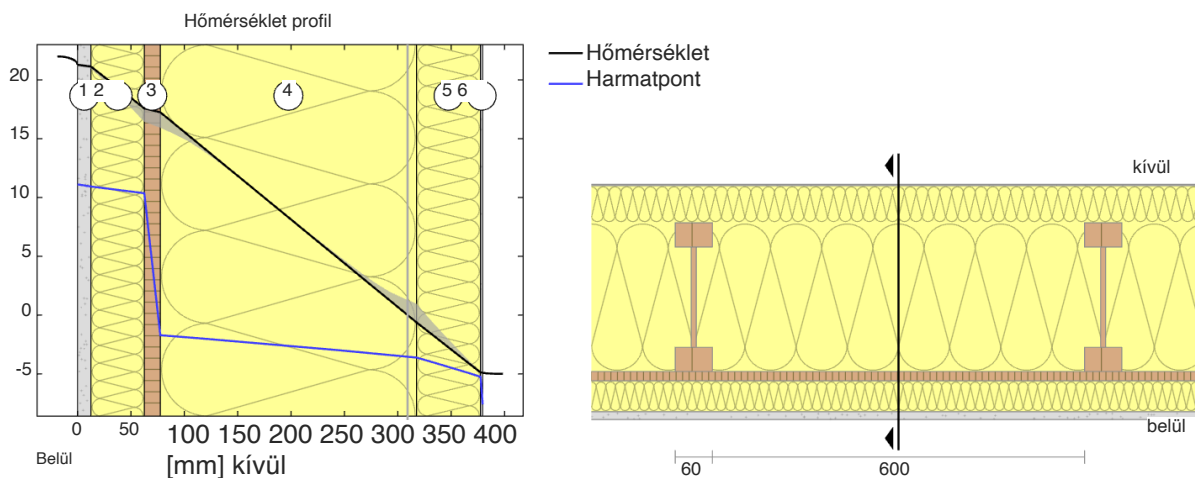 Hőmérséklet profil
Hőmérséklet
Harmatpont
20
15
10
5
0
-5
1 2 3 4 5 6
0 50 100 150 200 250 300 350 400
Belül
[mm] kívül
kívül
belül
60 600